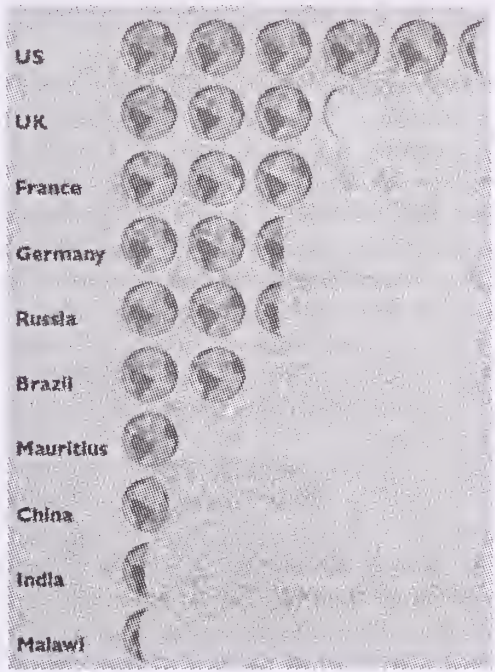 US
UK
France
Germany
Russia
Brazil
Mauritius
China
India
Malawi